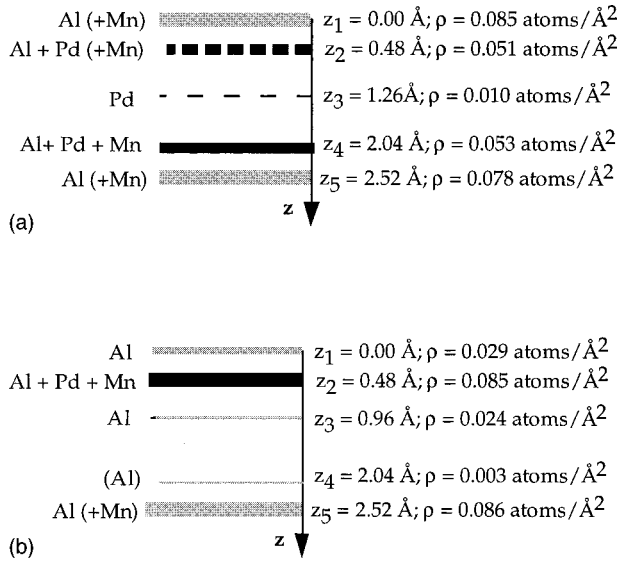 Al (+Mn) z₁ = 0.00 Å; ρ = 0.085 atoms/Å²
Al + Pd (+Mn) z₂ = 0.48 Å; ρ = 0.051 atoms/Å²
Pd z₃ = 1.26Å; ρ = 0.010 atoms/Å²
Al+ Pd + Mn z₄ = 2.04 Å; ρ = 0.053 atoms/Å²
Al (+Mn) z₅ = 2.52 Å; ρ = 0.078 atoms/Å²
z
(a)
Al z₁ = 0.00 Å; ρ = 0.029 atoms/Å²
Al + Pd + Mn z₂ = 0.48 Å; ρ = 0.085 atoms/Å²
Al z₃ = 0.96 Å; ρ = 0.024 atoms/Å²
(Al) z₄ = 2.04 Å; ρ = 0.003 atoms/Å²
Al (+Mn) z₅ = 2.52 Å; ρ = 0.086 atoms/Å²
z
(b)